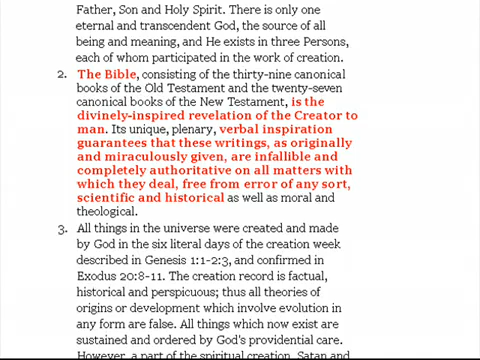 Father, Son and Holy Spirit. There is only one
eternal and transcendent God, the source of all
being and meaning, and He exists in three Persons,
each of whom participated in the work of creation.
2. The Bible, consisting of the thirty-nine canonical
books of the Old Testament and the twenty-seven
canonical books of the New Testament, is the
divinely-inspired revelation of the Creator to
man. Its unique, plenary, verbal inspiration
guarantees that these writings, as originally
and miraculously given, are infallible and
completely authoritative on all matters with
which they deal, free from error of any sort,
scientific and historical as well as moral and
theological.
3. All things in the universe were created and made
by God in the six literal days of the creation week
described in Genesis 1:1-2:3, and confirmed in
Exodus 20:8-11. The creation record is factual,
historical and perspicuous; thus all theories of
origins or development which involve evolution in
any form are false. All things which now exist are
sustained and ordered by God's providential care.
However, a part of the spiritual creation, Satan and